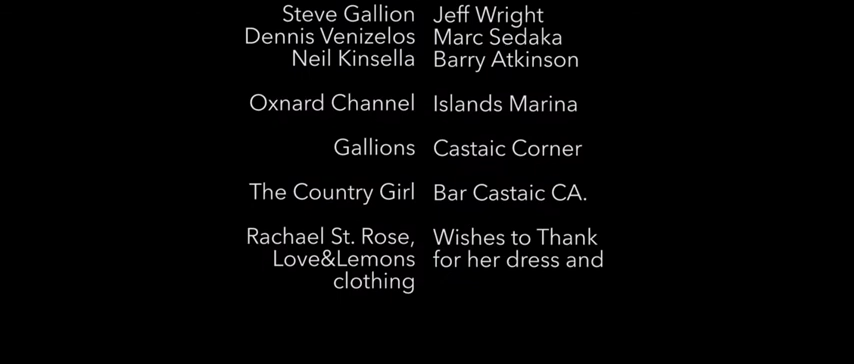 Steve Gallion Jeff Wright
Dennis Venizelos Marc Sedaka
Neil Kinsella Barry Atkinson
Oxnard Channel Islands Marina
Gallions Castaic Corner
The Country Girl Bar Castaic CA.
Rachael St. Rose, Wishes to Thank
Love&Lemons for her dress and
clothing